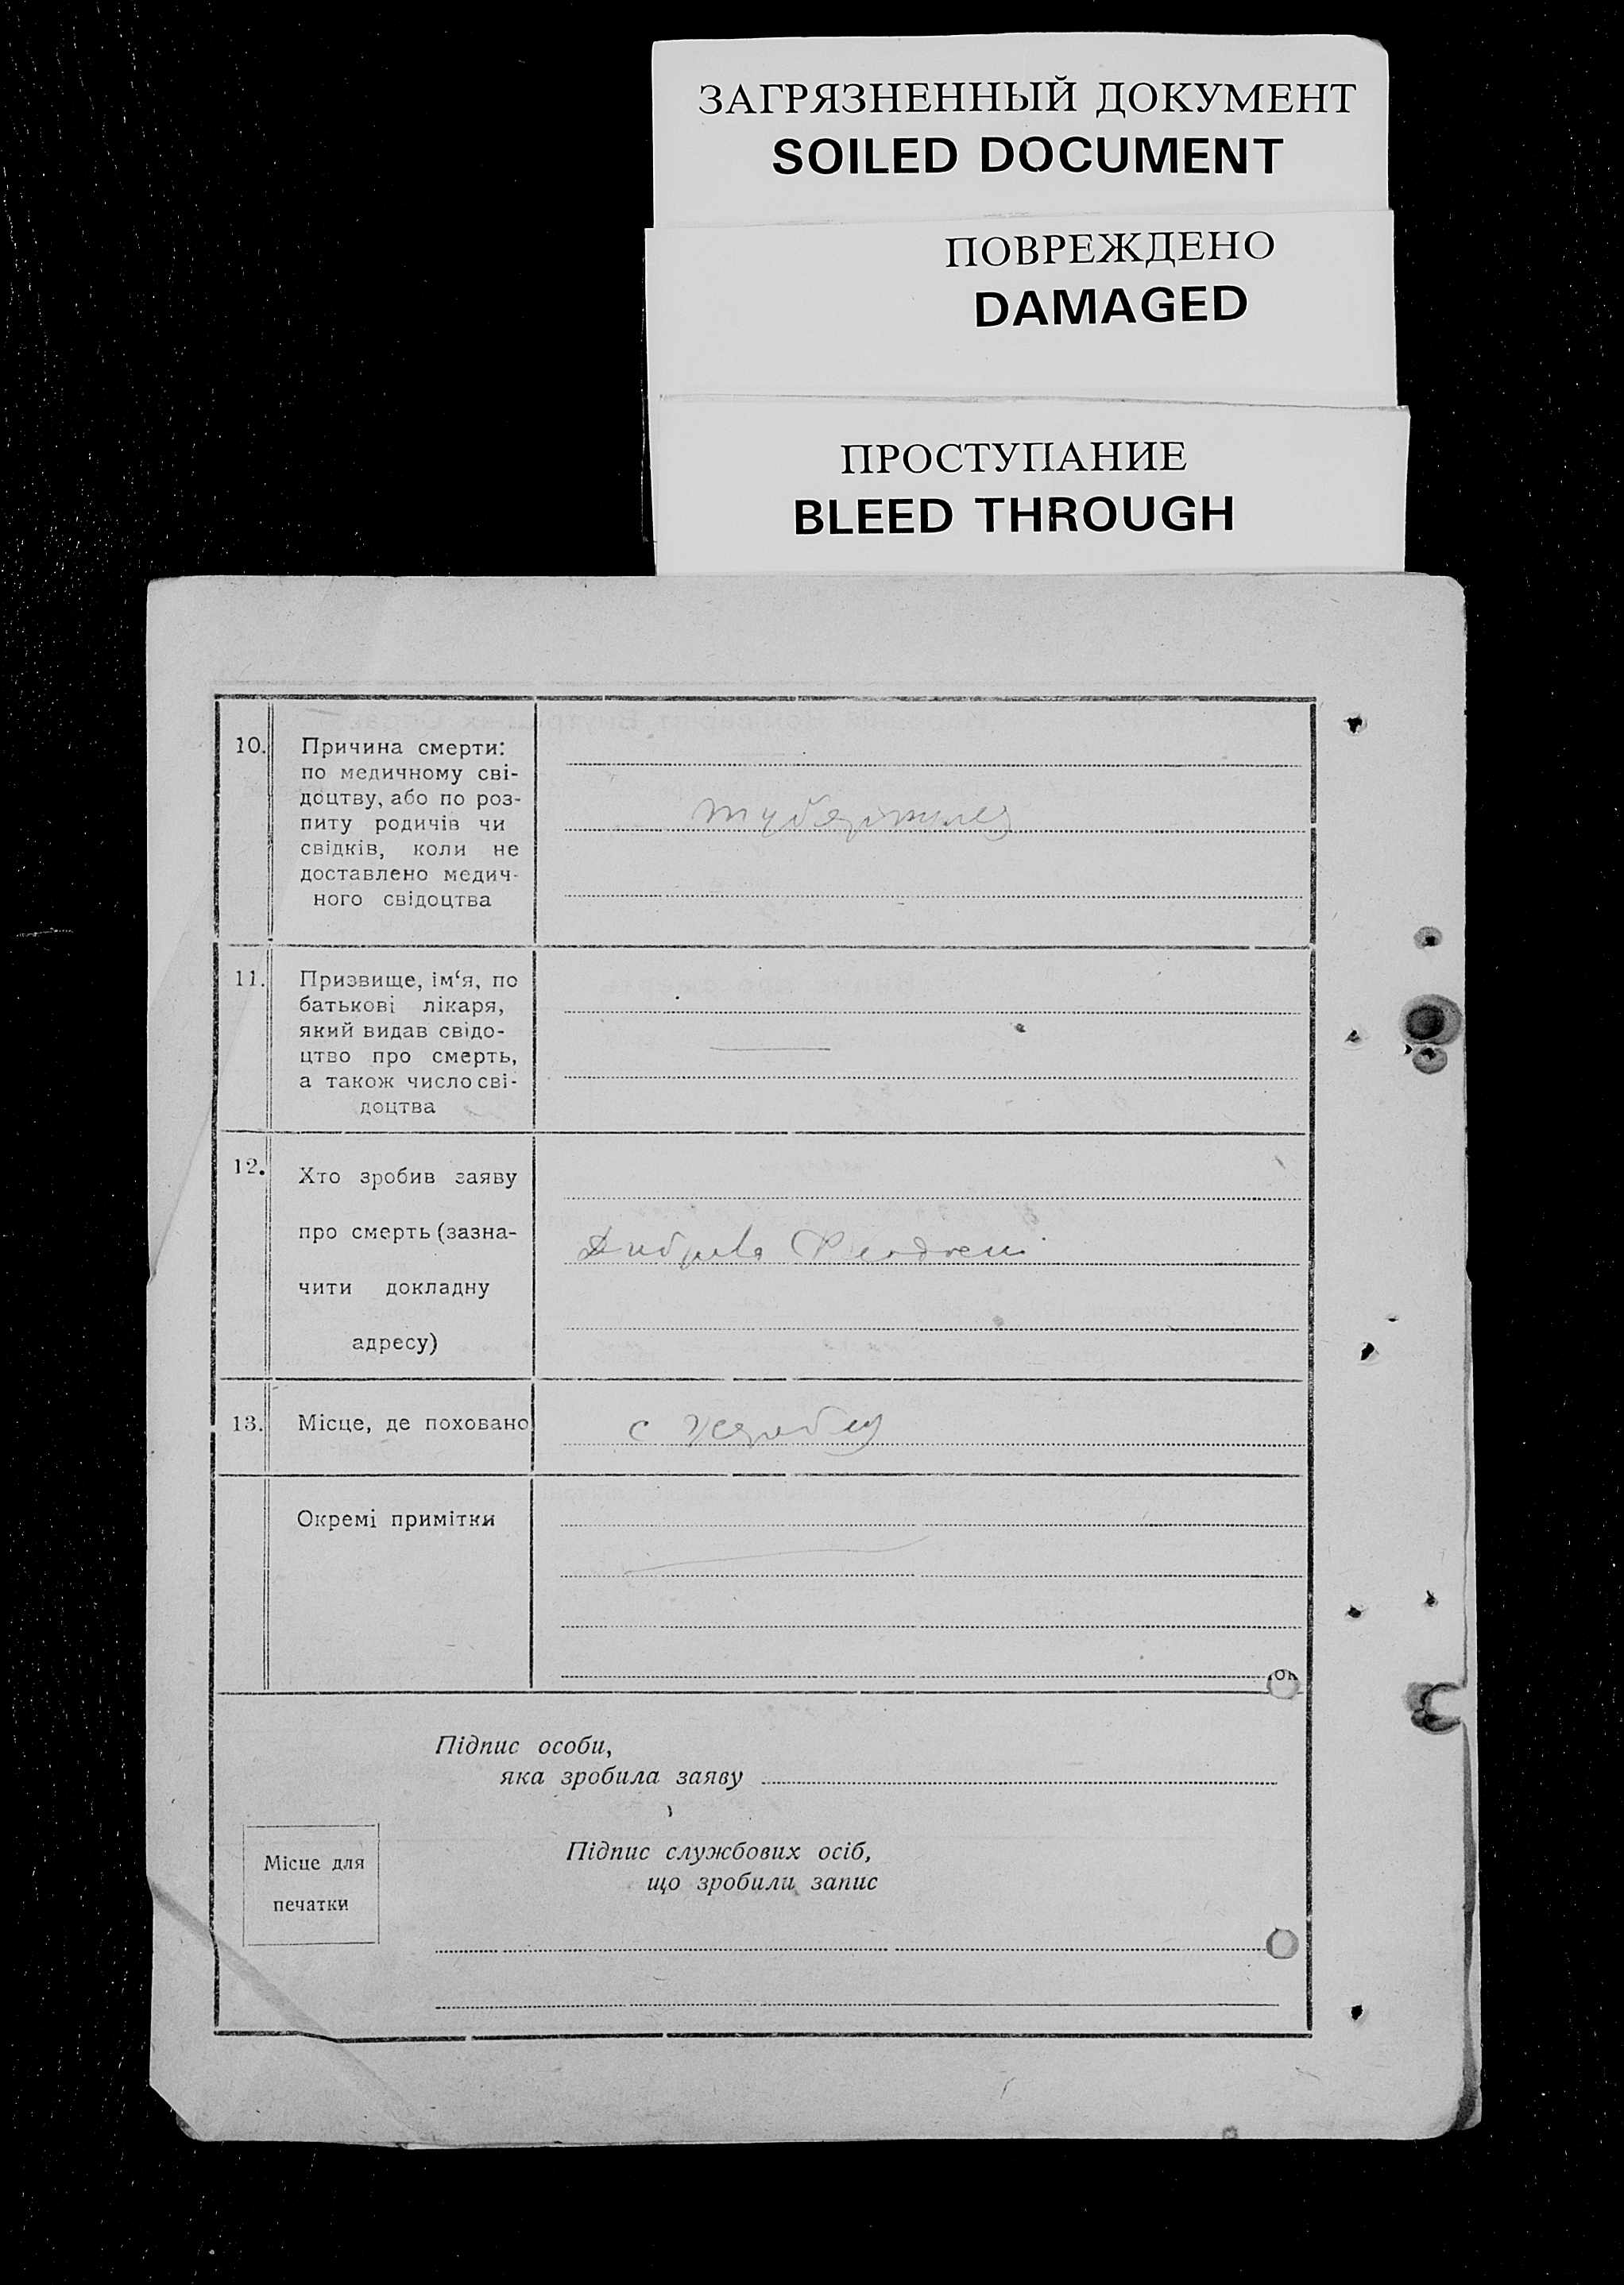 ЗАГРЯЗНЕННЫЙ ДОКУМЕНТ
SOILED DOCUMENT
ПОВРЕЖДЕНО
DAMAGED
ПРОСТУПАНИЕ
BLEED THROUGH
10.
Причина смерти:
по медичному сві-
доцтву, або по роз-
питу родичів чи
свідків, коли не
доставлено медич-
ного свідоцтва
туберкулез
11.
Призвище, ім‘я, по
батькові лікаря,
який видав свідо-
цтво про смерть,
а також число сві-
доцтва
12.
Хто зробив заяву
про смерть (зазна-
чити докладну
адресу)
13.
Місце, де поховано
с
Окремі примітки
Підпис особи,
яка зробила заяву
Місце для
печатки
Підпис службових осіб,
що зробили запис